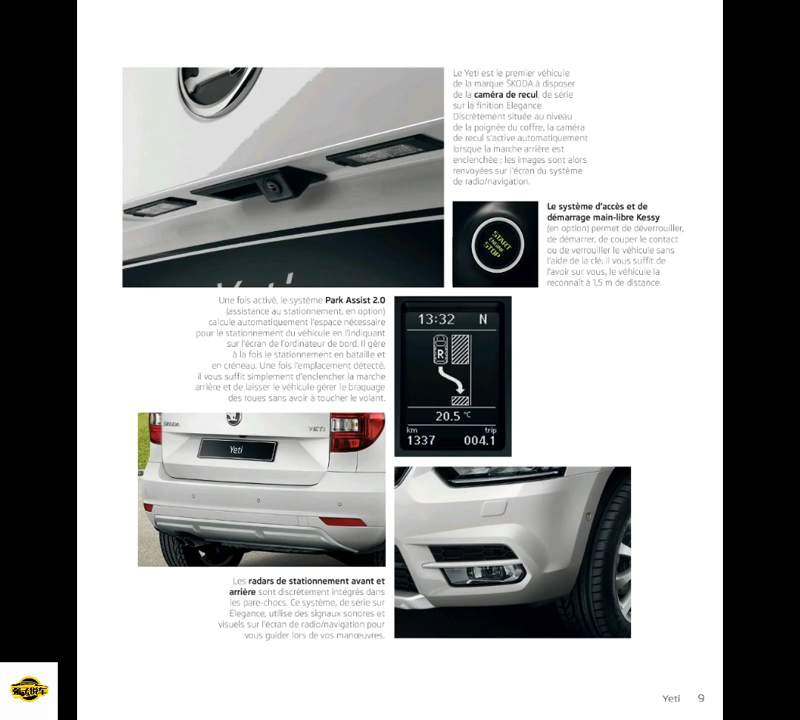 Le Yeti est le premier véhicule
de la marque ŠKODA à disposer
de la caméra de recul, de série
sur la finition Elegance.
Discrètement située au niveau
de la poignée du coffre, la caméra
de recul s'active automatiquement
lorsque la marche arrière est
enclenchée ; les images sont alors
renvoyées sur l'écran du système
de radio/navigation.
Le système d'accès et de
démarrage main-libre Kessy
(en option) permet de déverrouiller,
de démarrer, de couper le contact
ou de verrouiller le véhicule sans
l'aide de la clé. Il vous suffit de
l'avoir sur vous, le véhicule la
reconnaît à 1,5 m de distance.
START
ENGINE
STOP
Yeti
Une fois activé, le système Park Assist 2.0
(assistance au stationnement, en option)
calcule automatiquement l'espace nécessaire
pour le stationnement du véhicule en l'indiquant
sur l'écran de l'ordinateur de bord. Il gère
à la fois le stationnement en bataille et
en créneau. Une fois l'emplacement détecté,
il vous suffit simplement d'enclencher la marche
arrière et de laisser le véhicule gérer le braquage
des roues sans avoir à toucher le volant.
13:32 N
R
20.5 °C
km trip
1337 004.1
ŠKODA YETI
Yeti
Les radars de stationnement avant et
arrière sont discrètement intégrés dans
les pare-chocs. Ce système, de série sur
Elegance, utilise des signaux sonores et
visuels sur l'écran de radio/navigation pour
vous guider lors de vos manœuvres.
Yeti 9